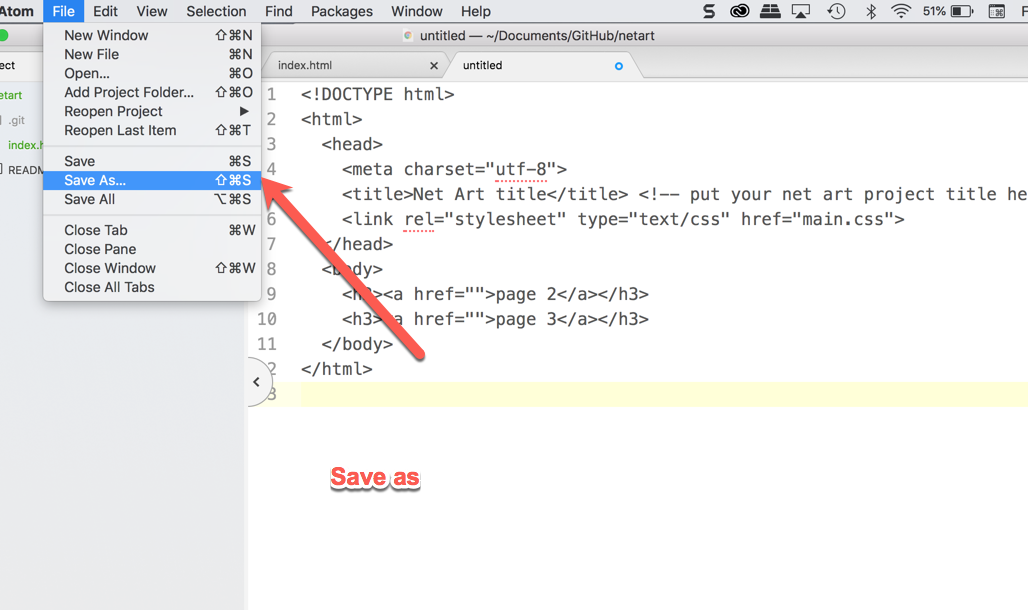 Atom File Edit View Selection Find Packages Window Help 51%
untitled — ~/Documents/GitHub/netart
New Window ⇧⌘N
New File ⌘N
Open... ⌘O
Add Project Folder... ⇧⌘O
Reopen Project ▶
Reopen Last Item ⇧⌘T
Save ⌘S
Save As... ⇧⌘S
Save All ⌥⌘S
Close Tab ⌘W
Close Pane
Close Window ⇧⌘W
Close All Tabs
ect
etart
.git
index.h
READM
index.html × untitled
1 <!DOCTYPE html>
2 <html>
3 <head>
4 <meta charset="utf-8">
<title>Net Art title</title> <!-- put your net art project title he
6 <link rel="stylesheet" type="text/css" href="main.css">
7 </head>
8 <body>
9 <h3><a href="">page 2</a></h3>
10 <h3><a href="">page 3</a></h3>
11 </body>
2 </html>
3
Save as